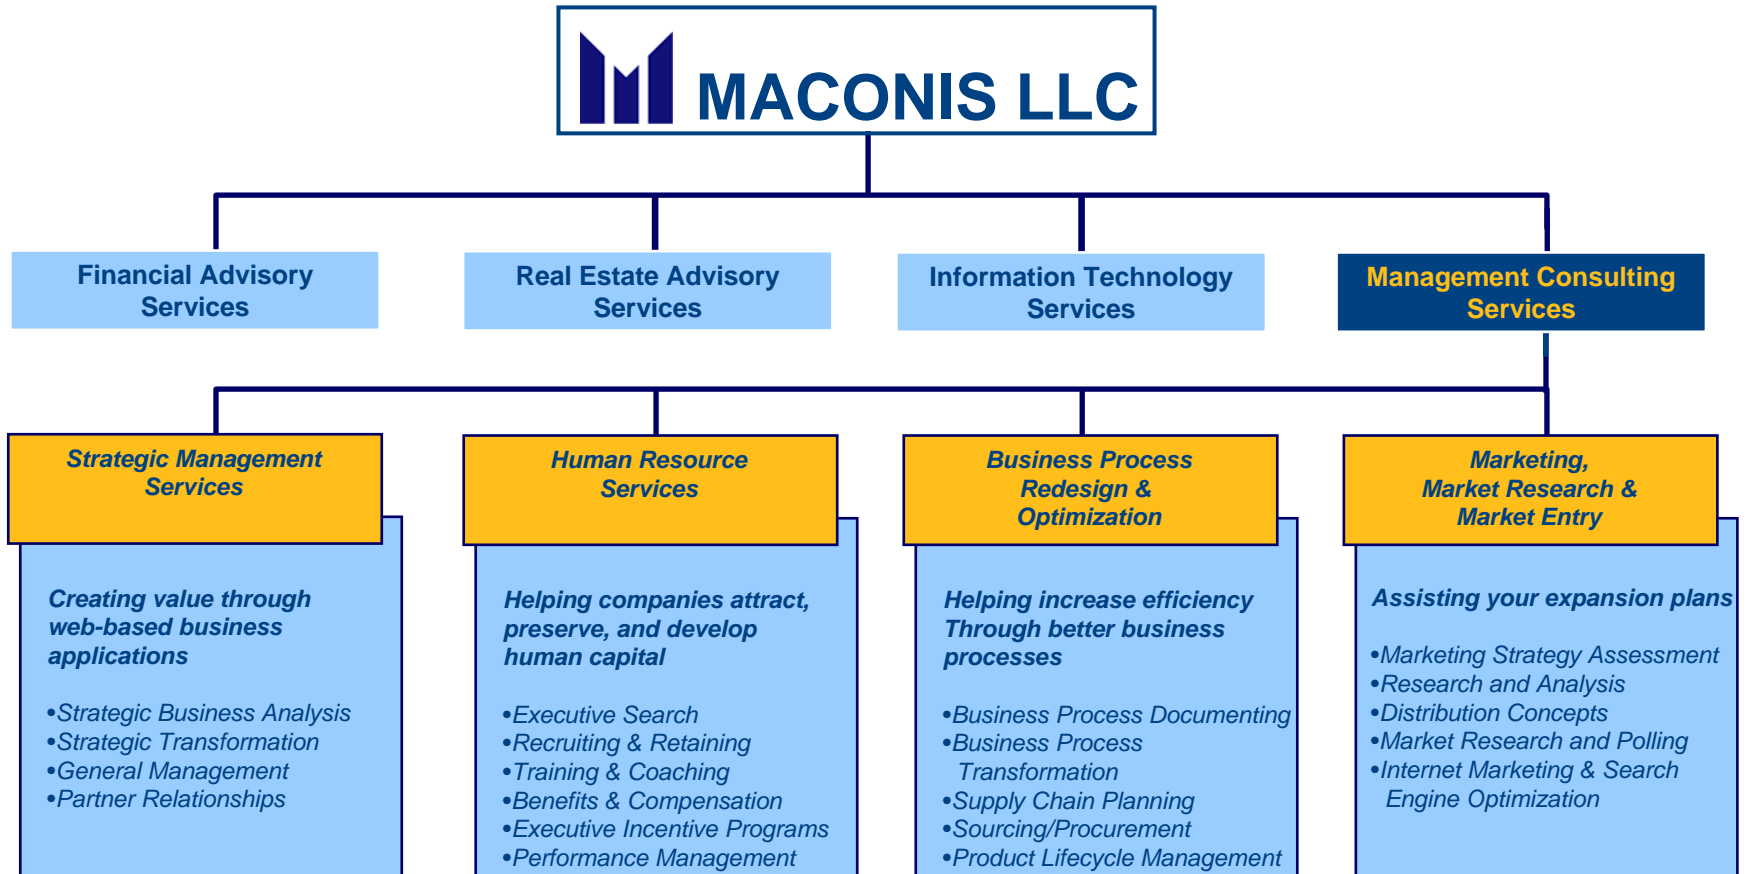 MACONIS LLC
Financial Advisory
Services
Real Estate Advisory
Services
Information Technology
Services
Management Consulting
Services
Strategic Management
Services
Creating value through
web-based business
applications
•Strategic Business Analysis
•Strategic Transformation
•General Management
•Partner Relationships
Human Resource
Services
Helping companies attract,
preserve, and develop
human capital
•Executive Search
•Recruiting & Retaining
•Training & Coaching
•Benefits & Compensation
•Executive Incentive Programs
•Performance Management
Business Process
Redesign &
Optimization
Helping increase efficiency
Through better business
processes
•Business Process Documenting
•Business Process
Transformation
•Supply Chain Planning
•Sourcing/Procurement
•Product Lifecycle Management
Marketing,
Market Research &
Market Entry
Assisting your expansion plans
•Marketing Strategy Assessment
•Research and Analysis
•Distribution Concepts
•Market Research and Polling
•Internet Marketing & Search
Engine Optimization